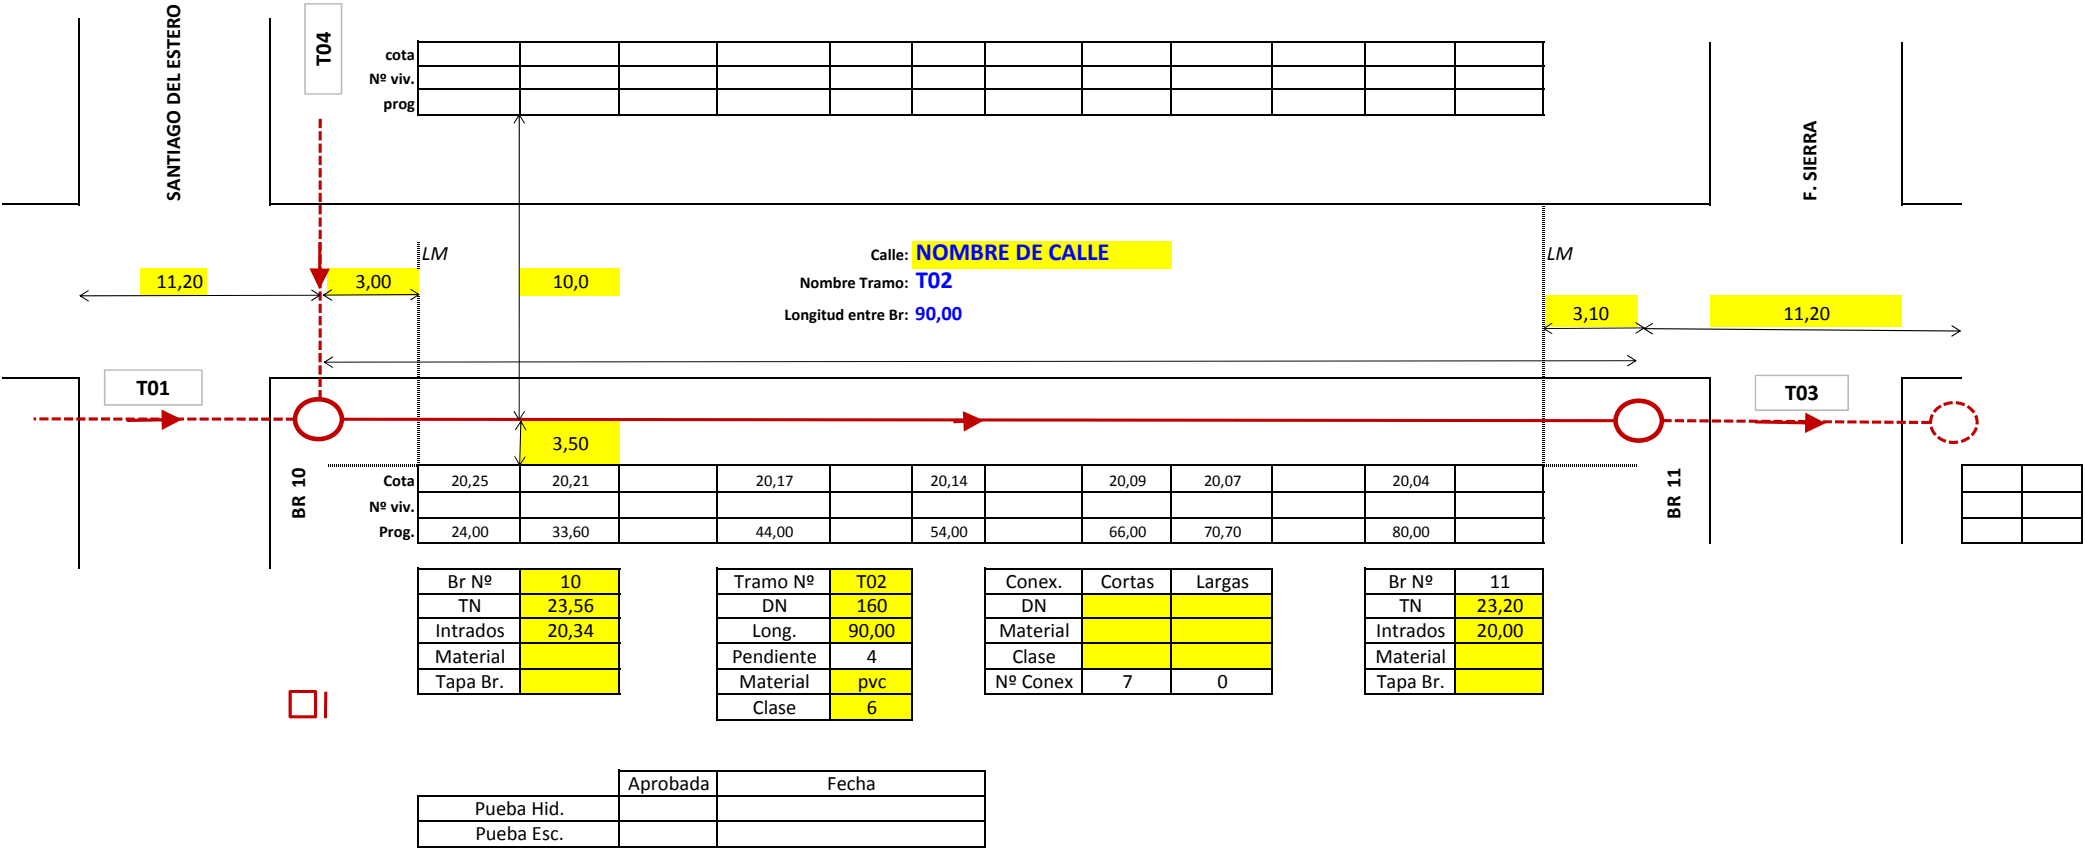 SANTIAGO DEL ESTERO
T04
cota
Nº viv.
prog
F. SIERRA
LM
Calle: NOMBRE DE CALLE
LM
11,20 3,00 10,0
Nombre Tramo: T02
Longitud entre Br: 90,00
3,10 11,20
T01
T03
3,50
BR 10
BR 11
Cota 20,25 20,21 20,17 20,14 20,09 20,07 20,04
Nº viv.
Prog. 24,00 33,60 44,00 54,00 66,00 70,70 80,00
Br Nº 10 Tramo Nº T02 Conex. Cortas Largas Br Nº 11
TN 23,56 DN 160 DN TN 23,20
Intrados 20,34 Long. 90,00 Material Intrados 20,00
Material Pendiente 4 Clase Material
Tapa Br. Material pvc Nº Conex 7 0 Tapa Br.
Clase 6
Aprobada Fecha
Pueba Hid.
Pueba Esc.